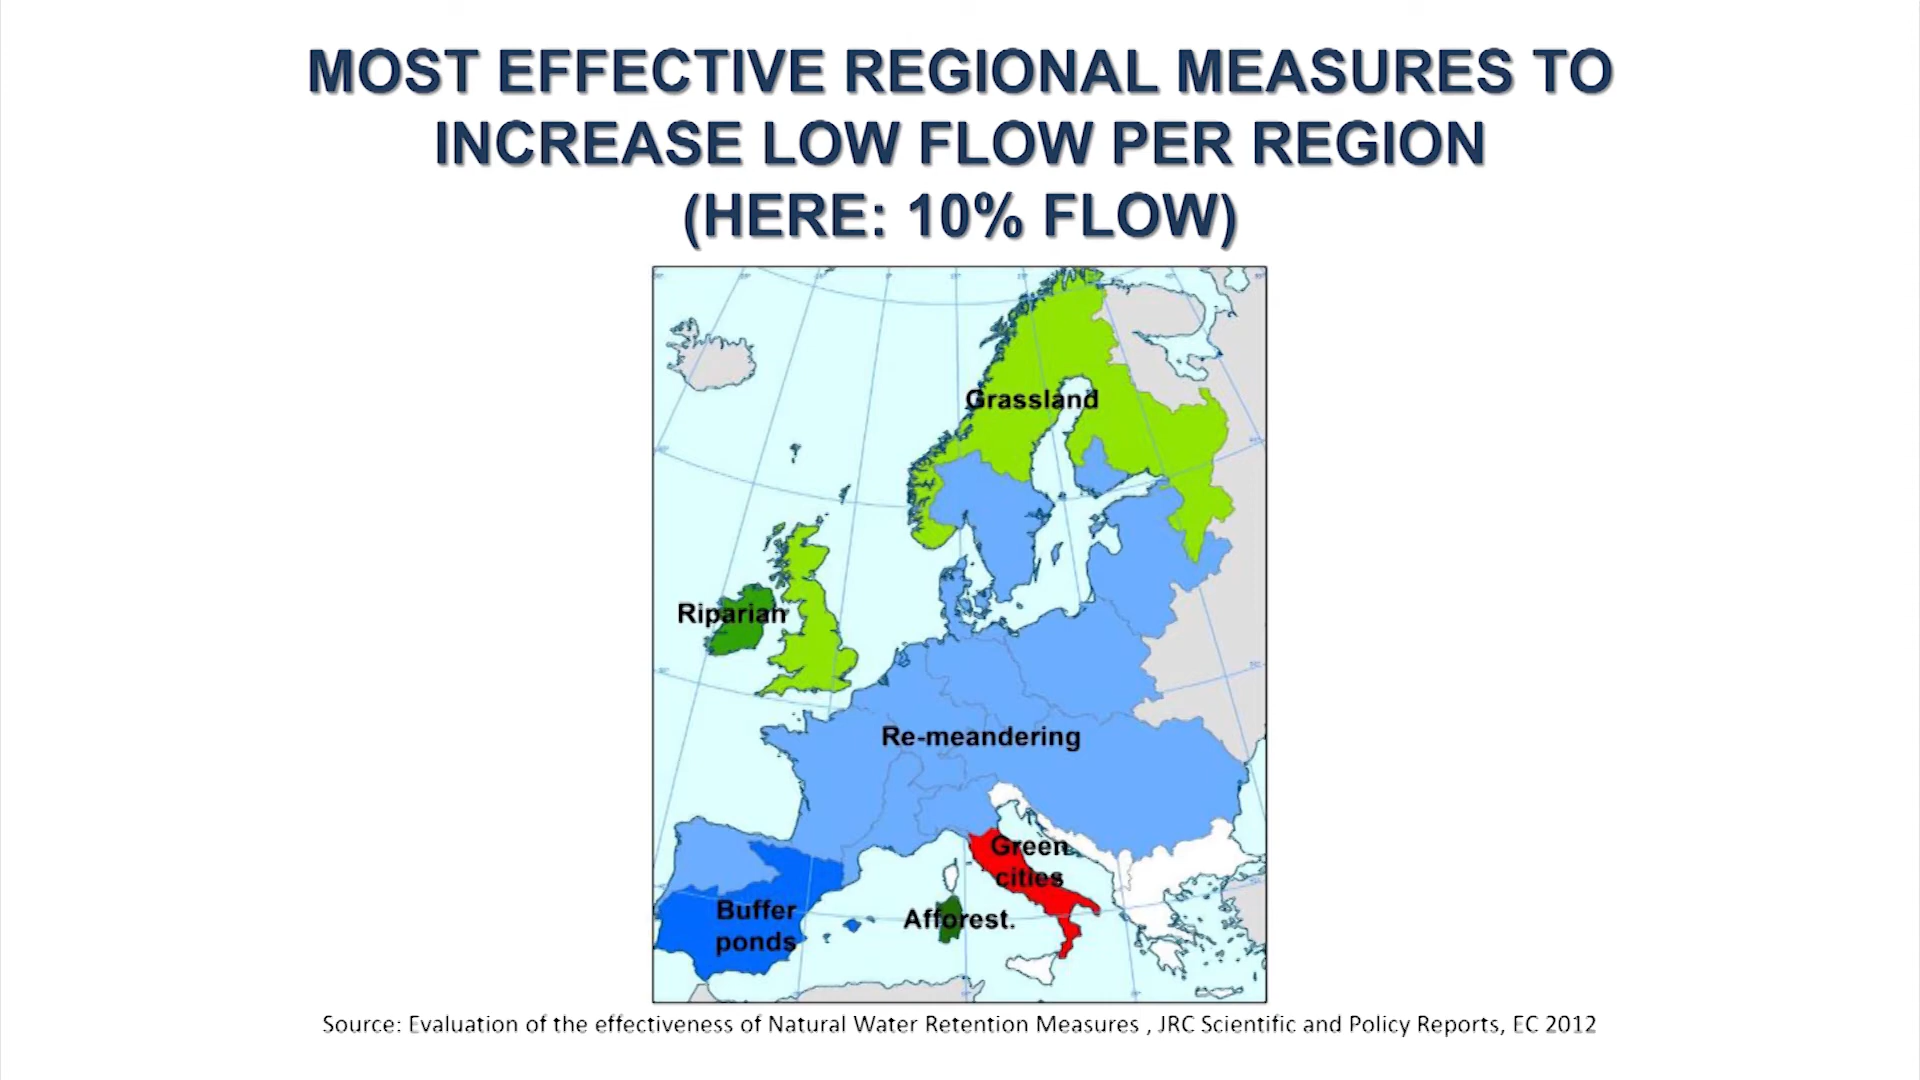 MOST EFFECTIVE REGIONAL MEASURES TO
INCREASE LOW FLOW PER REGION
(HERE: 10% FLOW)
Grassland
Riparian
Re-meandering
Green
cities
Buffer
ponds
Afforest.
Source: Evaluation of the effectiveness of Natural Water Retention Measures , JRC Scientific and Policy Reports, EC 2012